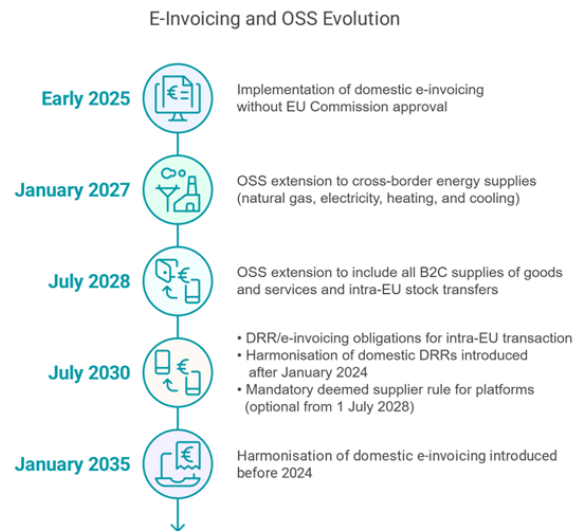 E-Invoicing and OSS Evolution
Early 2025
Implementation of domestic e-invoicing
without EU Commission approval
January 2027
OSS extension to cross-border energy supplies
(natural gas, electricity, heating, and cooling)
July 2028
OSS extension to include all B2C supplies of goods
and services and intra-EU stock transfers
July 2030
• DRR/e-invoicing obligations for intra-EU transaction
• Harmonisation of domestic DRRs introduced
after January 2024
• Mandatory deemed supplier rule for platforms
(optional from 1 July 2028)
January 2035
Harmonisation of domestic e-invoicing introduced
before 2024